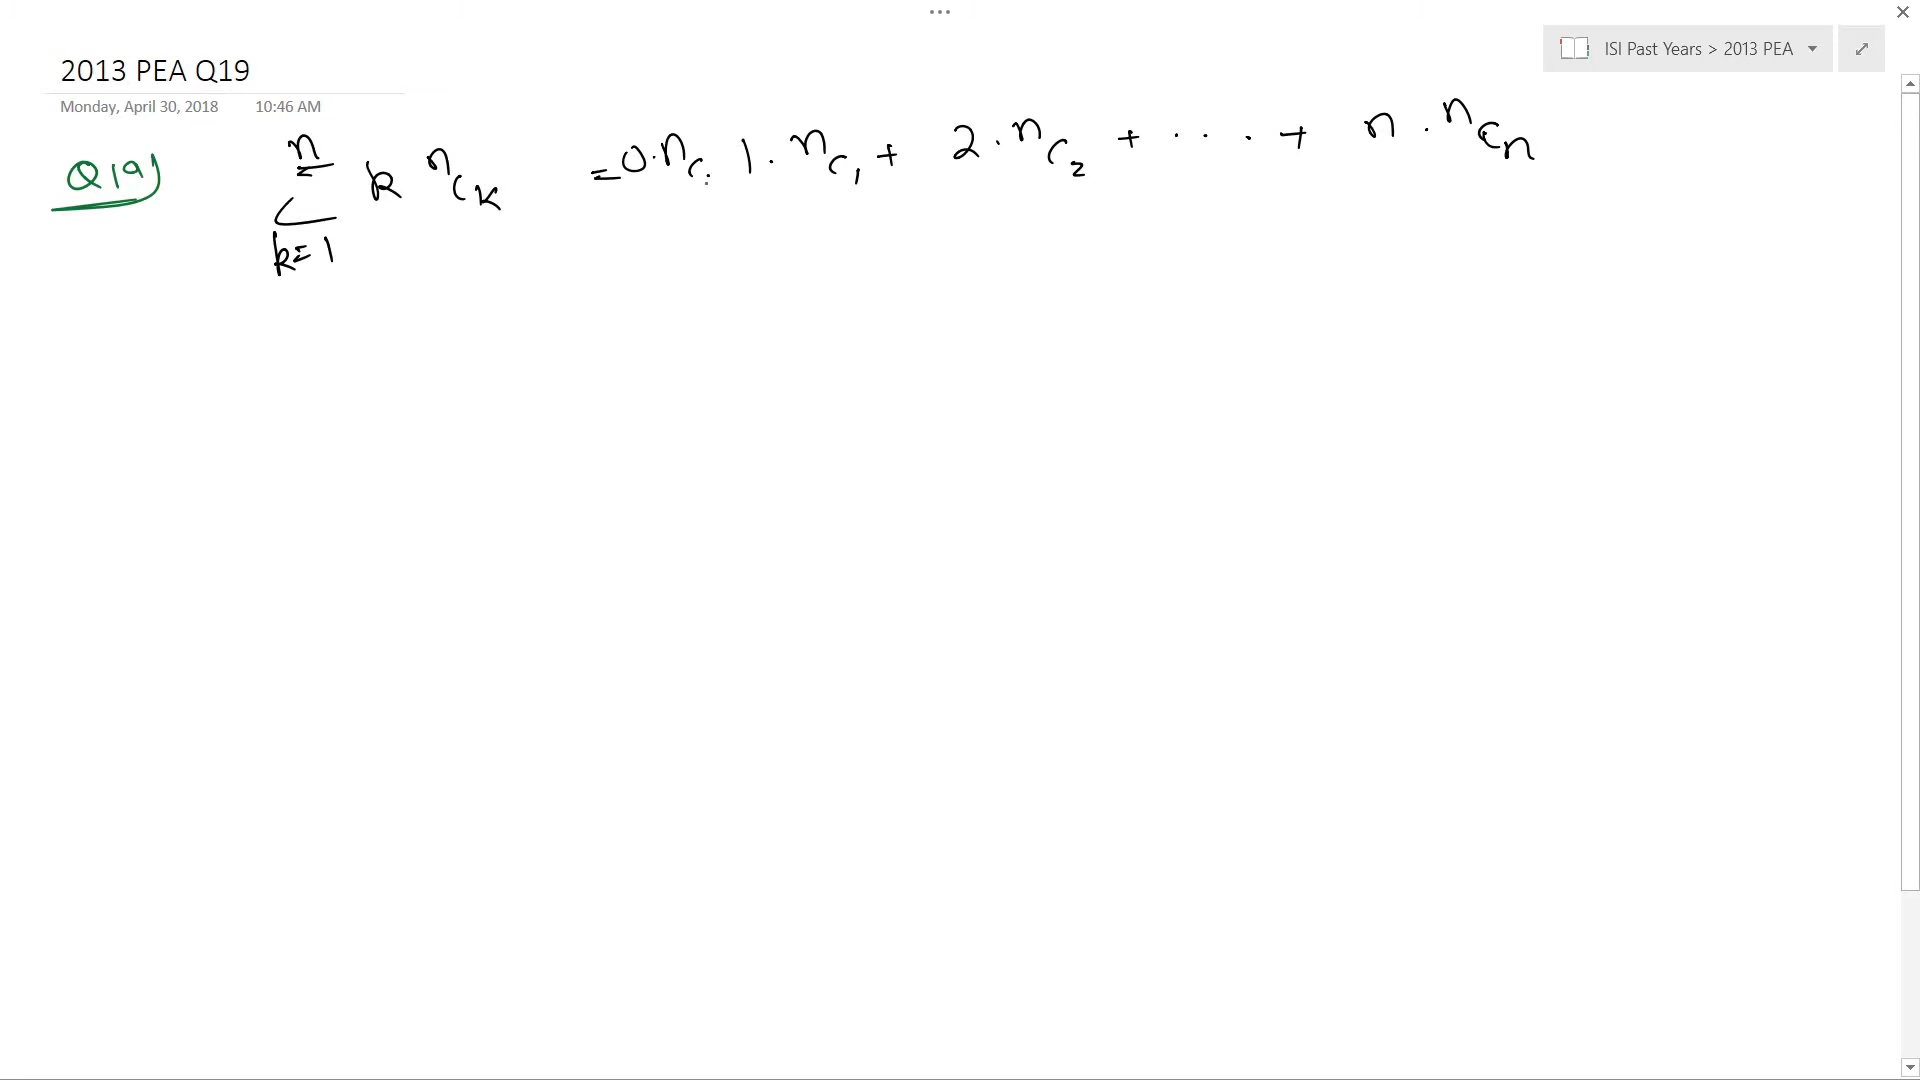 ISI Past Years > 2013 PEA
2013 PEA Q19
Monday, April 30, 2018 10:46 AM
Q19)
n
Σ k nCk = 0·nC 1·nC1 + 2·nC2 + ···· + n·nCn
k=1